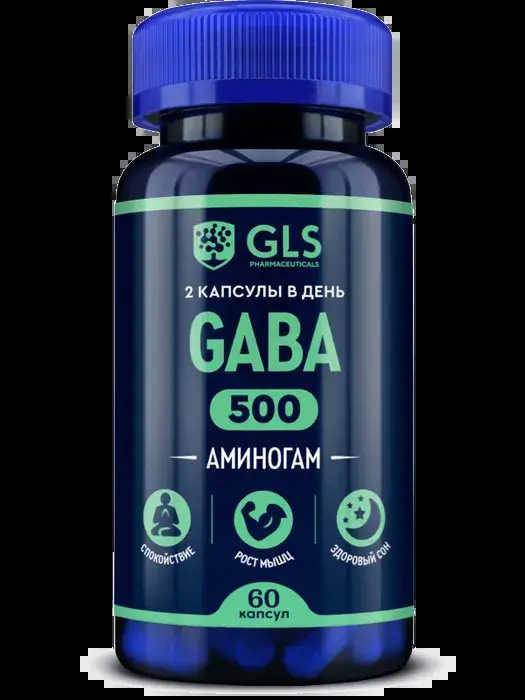 GLS
PHARMACEUTICALS
2 КАПСУЛЫ В ДЕНЬ
GABA
500
АМИНОГАМ
СПОКОЙСТВИЕ
РОСТ МЫШЦ
ЗДОРОВЫЙ СОН
60
капсул